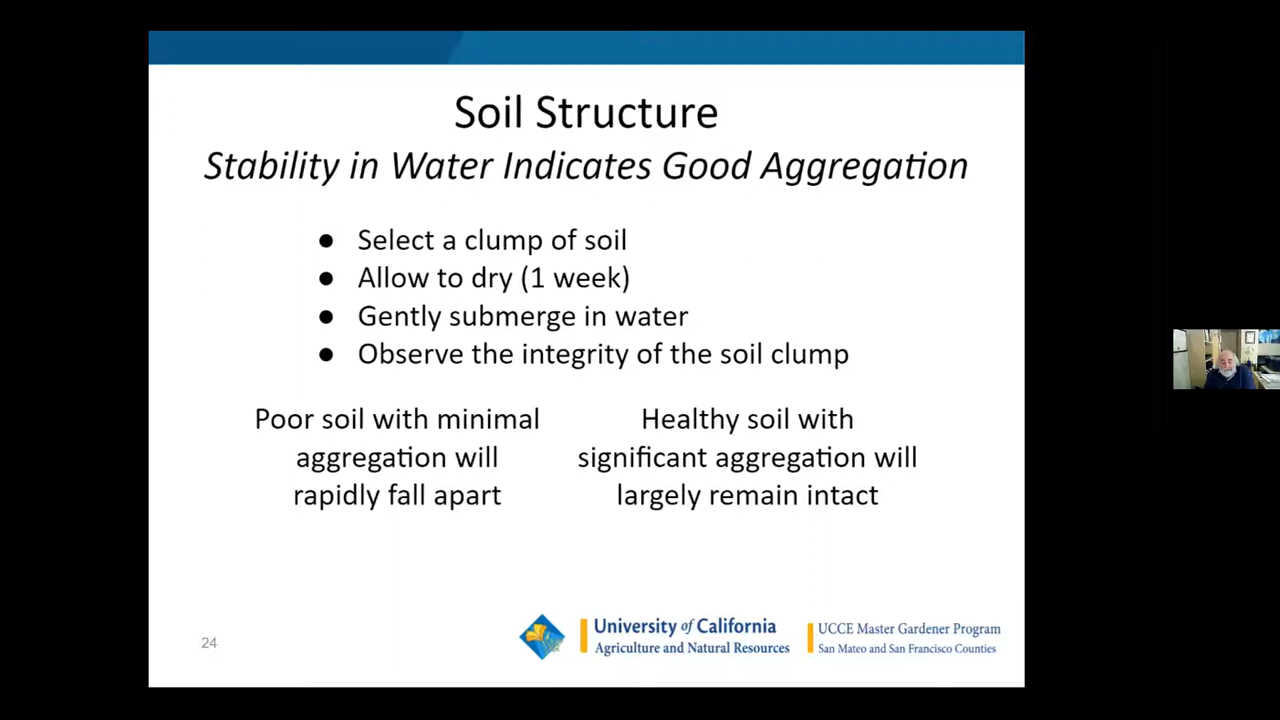 Soil Structure
Stability in Water Indicates Good Aggregation
● Select a clump of soil
● Allow to dry (1 week)
● Gently submerge in water
● Observe the integrity of the soil clump
Poor soil with minimal
aggregation will
rapidly fall apart
Healthy soil with
significant aggregation will
largely remain intact
24
University of California
Agriculture and Natural Resources
UCCE Master Gardener Program
San Mateo and San Francisco Counties